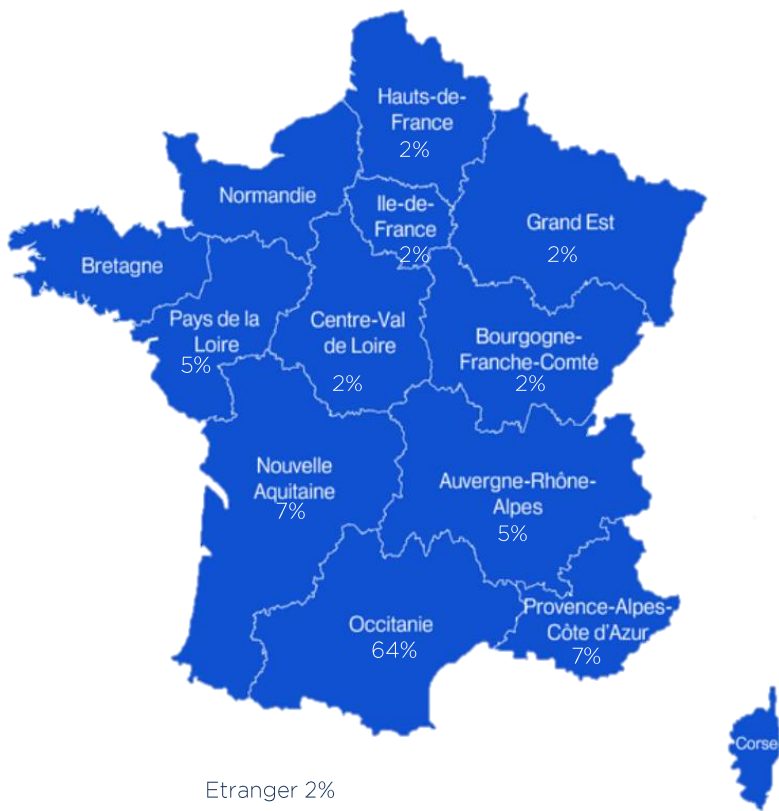 Hauts-de-
France
2%
Normandie
Ile-de-
France
2%
Grand Est
2%
Bretagne
Pays de la
Loire
5%
Centre-Val
de Loire
2%
Bourgogne-
Franche-Comté
2%
Nouvelle
Aquitaine
7%
Auvergne-Rhône-
Alpes
5%
Occitanie
64%
Provence-Alpes-
Côte d'Azur
7%
Corse
Etranger 2%